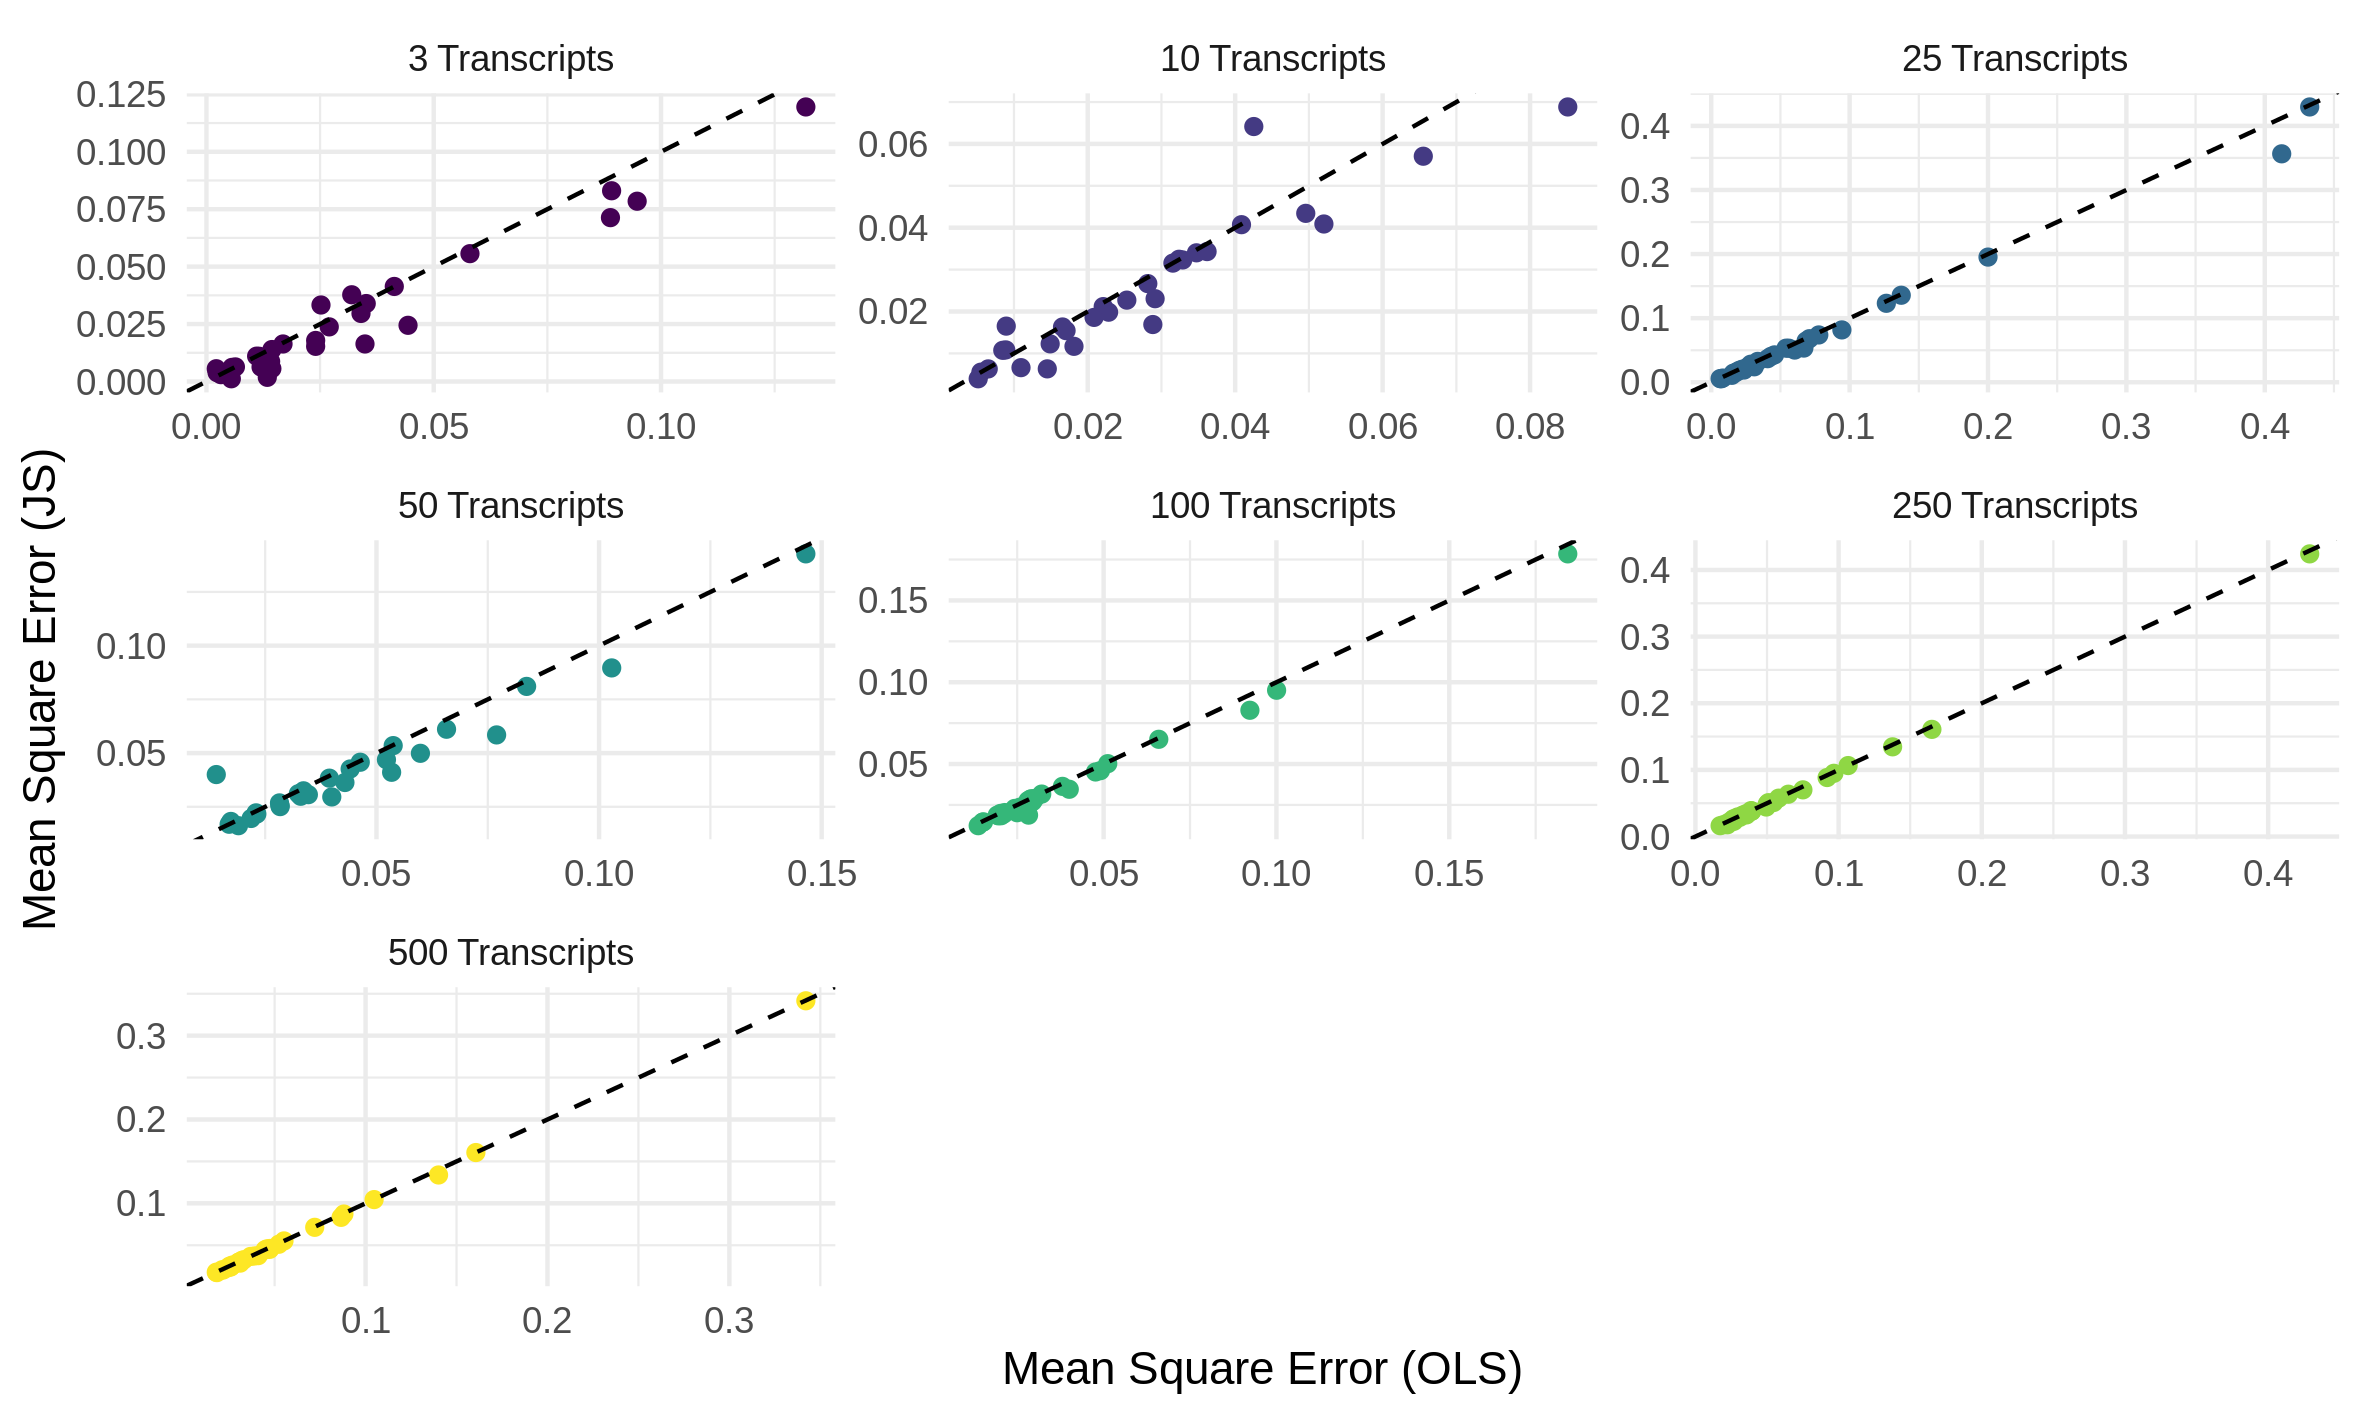 3 Transcripts
10 Transcripts
25 Transcripts
0.125
0.100
0.075
0.050
0.025
0.000
0.00 0.05 0.10
0.06
0.04
0.02
0.02 0.04 0.06 0.08
0.4
0.3
0.2
0.1
0.0
0.0 0.1 0.2 0.3 0.4
Mean Square Error (JS)
50 Transcripts
100 Transcripts
250 Transcripts
0.10
0.05
0.05 0.10 0.15
0.15
0.10
0.05
0.05 0.10 0.15
0.4
0.3
0.2
0.1
0.0
0.0 0.1 0.2 0.3 0.4
500 Transcripts
0.3
0.2
0.1
0.1 0.2 0.3
Mean Square Error (OLS)